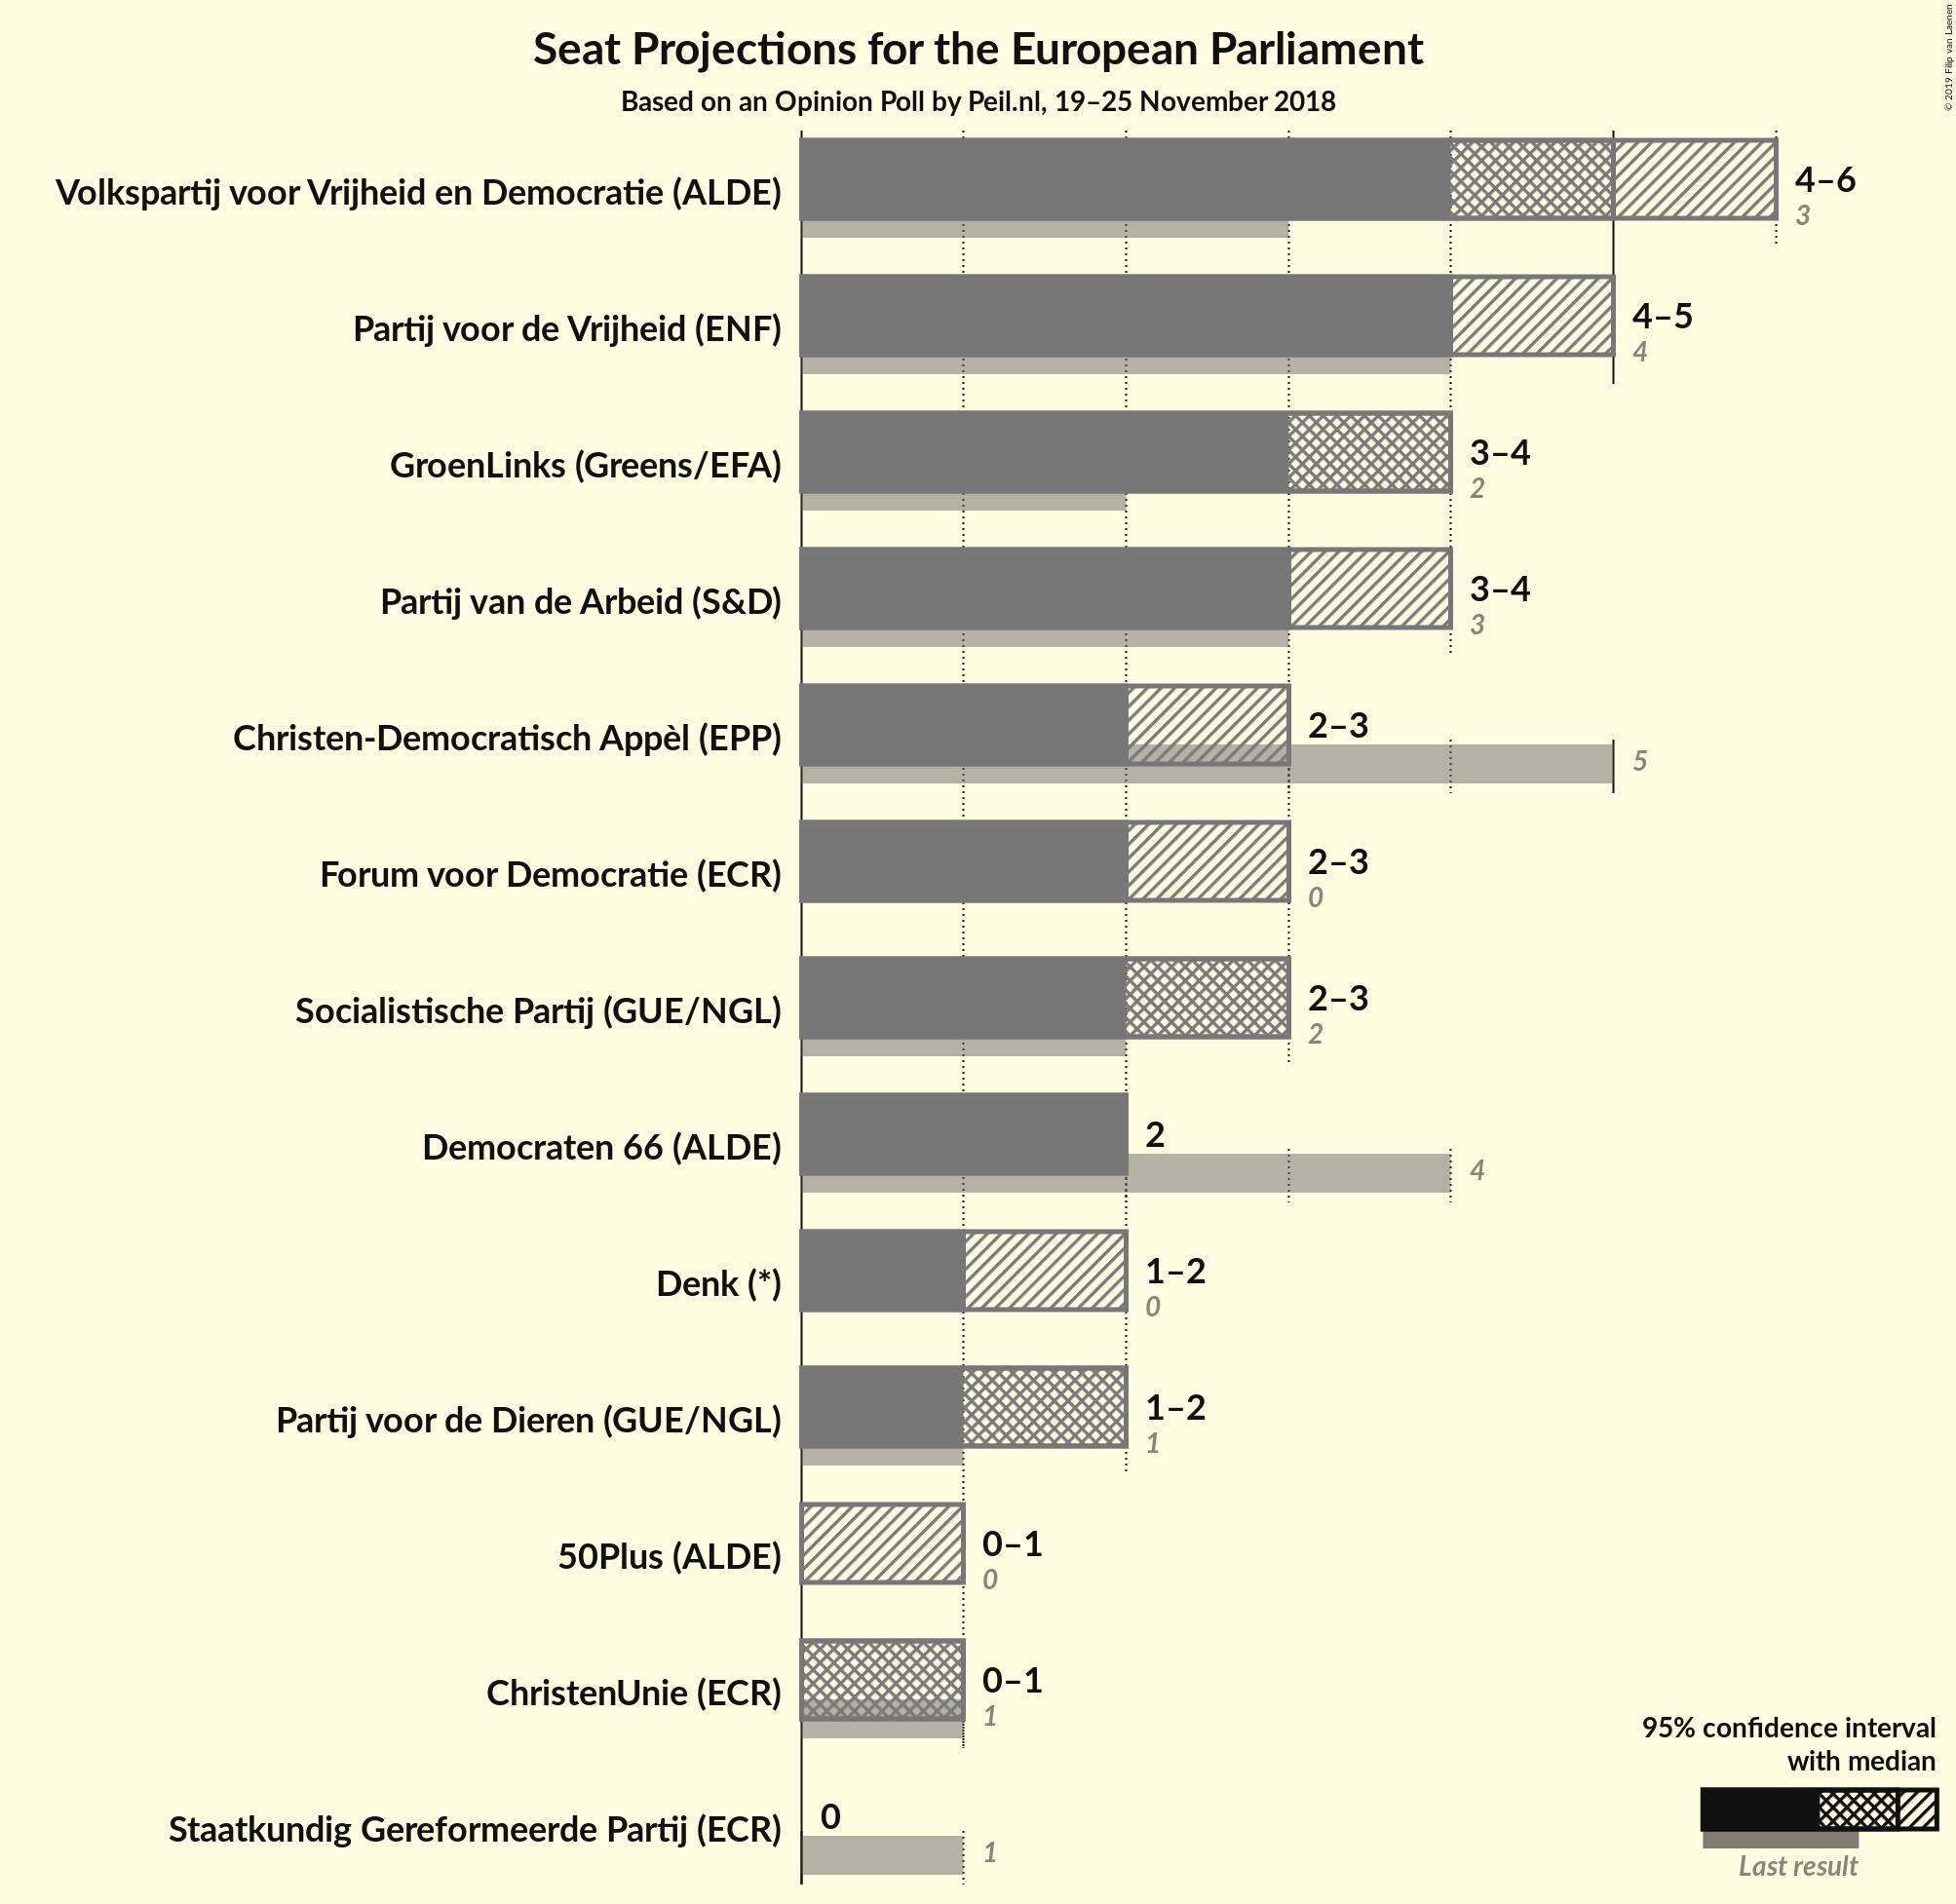 Seat Projections for the European Parliament
Based on an Opinion Poll by Peil.nl, 19–25 November 2018
© 2019 Filip van Laenen
Volkspartij voor Vrijheid en Democratie (ALDE)
4–6
3
Partij voor de Vrijheid (ENF)
4–5
4
GroenLinks (Greens/EFA)
3–4
2
Partij van de Arbeid (S&D)
3–4
3
Christen-Democratisch Appèl (EPP)
2–3
5
Forum voor Democratie (ECR)
2–3
0
Socialistische Partij (GUE/NGL)
2–3
2
Democraten 66 (ALDE)
2
4
Denk (*)
1–2
0
Partij voor de Dieren (GUE/NGL)
1–2
1
50Plus (ALDE)
0–1
0
ChristenUnie (ECR)
0–1
1
Staatkundig Gereformeerde Partij (ECR)
0
1
95% confidence interval
with median
Last result